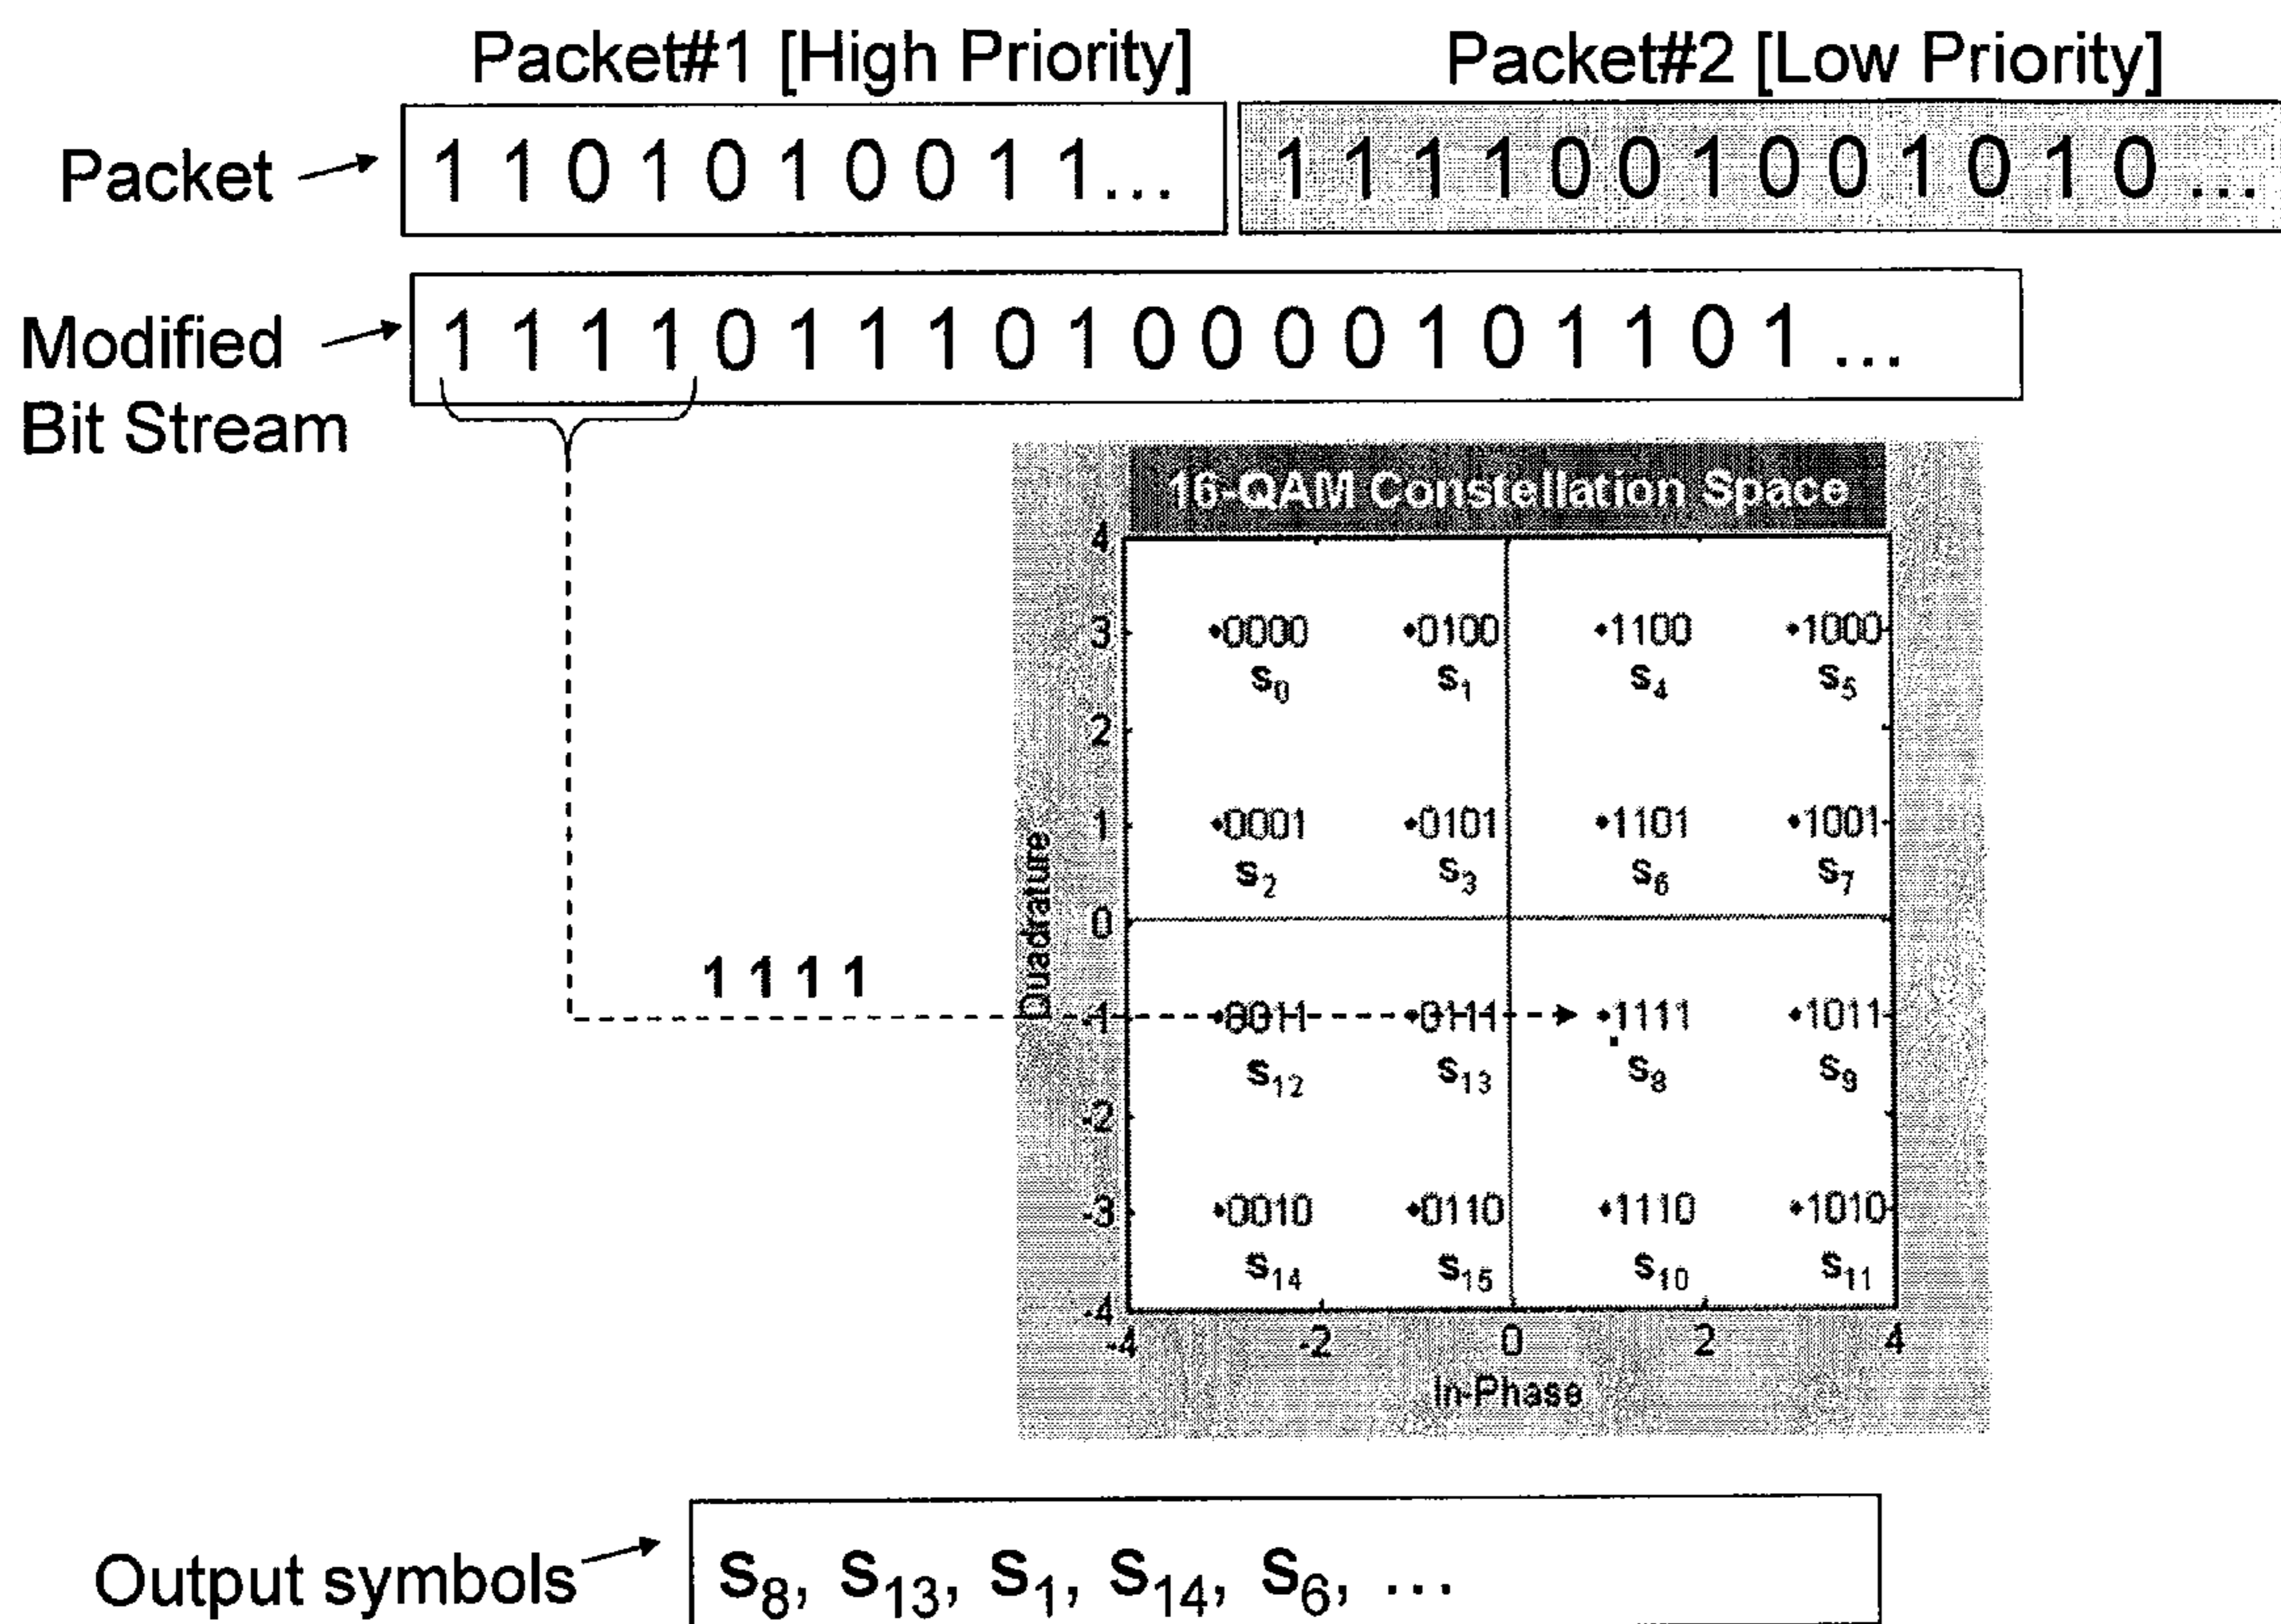 Packet#1 [High Priority] Packet#2 [Low Priority]
Packet 1 1 0 1 0 1 0 0 1 1... 1 1 1 1 0 0 1 0 0 1 0 1 0 ...
Modified Bit Stream 1 1 1 1 0 1 1 1 0 1 0 0 0 0 1 0 1 1 0 1 ...
16-QAM Constellation Space
4
3 •0000 •0100 •1100 •1000
S0 S1 S4 S5
2
1 •0001 •0101 •1101 •1001
S2 S3 S6 S7
0
Quadrature
1 1 1 1
-1 •0011 •0111 •1111 •1011
S12 S13 S8 S9
-2
-3 •0010 •0110 •1110 •1010
S14 S15 S10 S11
-4
-4 -2 0 2 4
In-Phase
Output symbols S8, S13, S1, S14, S6, ...